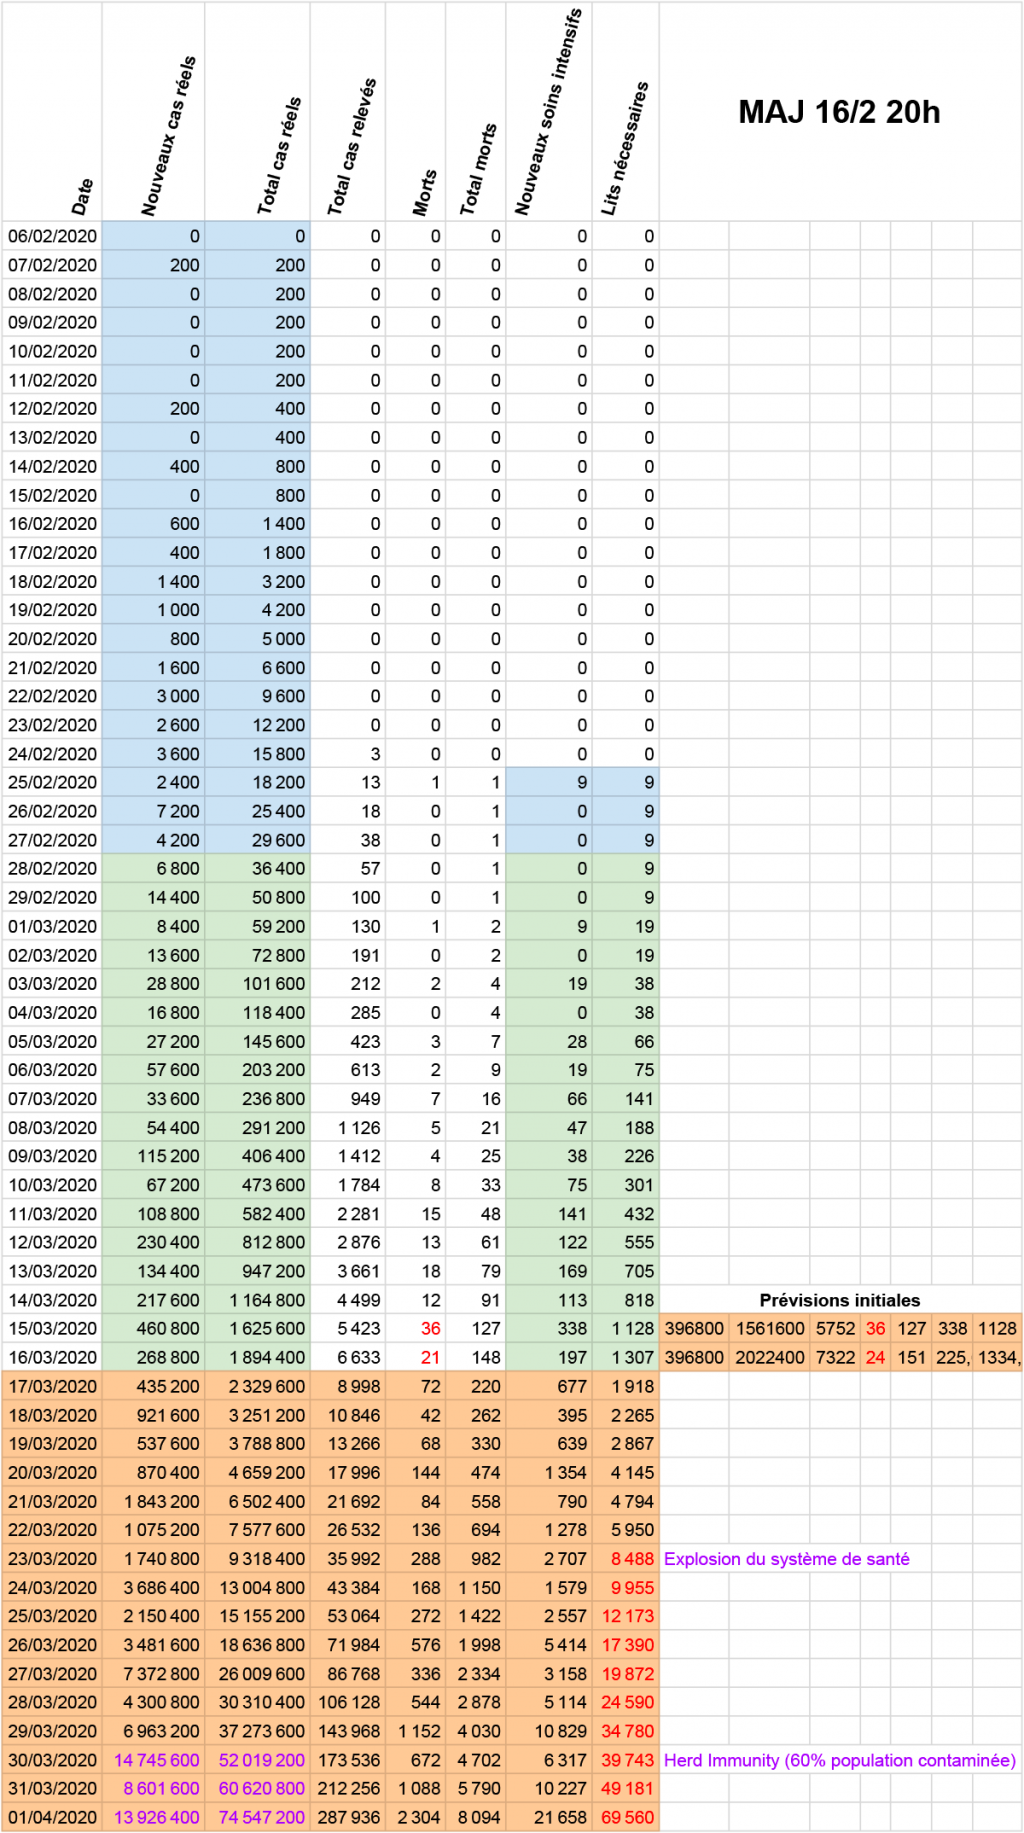 Date Nouveaux cas réels Total cas réels Total cas relevés Morts Total morts Nouveaux soins intensifs Lits nécessaires MAJ 16/2 20h
06/02/2020 0 0 0 0 0 0 0
07/02/2020 200 200 0 0 0 0 0
08/02/2020 0 200 0 0 0 0 0
09/02/2020 0 200 0 0 0 0 0
10/02/2020 0 200 0 0 0 0 0
11/02/2020 0 200 0 0 0 0 0
12/02/2020 200 400 0 0 0 0 0
13/02/2020 0 400 0 0 0 0 0
14/02/2020 400 800 0 0 0 0 0
15/02/2020 0 800 0 0 0 0 0
16/02/2020 600 1 400 0 0 0 0 0
17/02/2020 400 1 800 0 0 0 0 0
18/02/2020 1 400 3 200 0 0 0 0 0
19/02/2020 1 000 4 200 0 0 0 0 0
20/02/2020 800 5 000 0 0 0 0 0
21/02/2020 1 600 6 600 0 0 0 0 0
22/02/2020 3 000 9 600 0 0 0 0 0
23/02/2020 2 600 12 200 0 0 0 0 0
24/02/2020 3 600 15 800 3 0 0 0 0
25/02/2020 2 400 18 200 13 1 1 9 9
26/02/2020 7 200 25 400 18 0 1 0 9
27/02/2020 4 200 29 600 38 0 1 0 9
28/02/2020 6 800 36 400 57 0 1 0 9
29/02/2020 14 400 50 800 100 0 1 0 9
01/03/2020 8 400 59 200 130 1 2 9 19
02/03/2020 13 600 72 800 191 0 2 0 19
03/03/2020 28 800 101 600 212 2 4 19 38
04/03/2020 16 800 118 400 285 0 4 0 38
05/03/2020 27 200 145 600 423 3 7 28 66
06/03/2020 57 600 203 200 613 2 9 19 75
07/03/2020 33 600 236 800 949 7 16 66 141
08/03/2020 54 400 291 200 1 126 5 21 47 188
09/03/2020 115 200 406 400 1 412 4 25 38 226
10/03/2020 67 200 473 600 1 784 8 33 75 301
11/03/2020 108 800 582 400 2 281 15 48 141 432
12/03/2020 230 400 812 800 2 876 13 61 122 555
13/03/2020 134 400 947 200 3 661 18 79 169 705
14/03/2020 217 600 1 164 800 4 499 12 91 113 818 Prévisions initiales
15/03/2020 460 800 1 625 600 5 423 36 127 338 1 128 396800 1561600 5752 36 127 338 1128
16/03/2020 268 800 1 894 400 6 633 21 148 197 1 307 396800 2022400 7322 24 151 225, 1334,
17/03/2020 435 200 2 329 600 8 998 72 220 677 1 918
18/03/2020 921 600 3 251 200 10 846 42 262 395 2 265
19/03/2020 537 600 3 788 800 13 266 68 330 639 2 867
20/03/2020 870 400 4 659 200 17 996 144 474 1 354 4 145
21/03/2020 1 843 200 6 502 400 21 692 84 558 790 4 794
22/03/2020 1 075 200 7 577 600 26 532 136 694 1 278 5 950
23/03/2020 1 740 800 9 318 400 35 992 288 982 2 707 8 488 Explosion du système de santé
24/03/2020 3 686 400 13 004 800 43 384 168 1 150 1 579 9 955
25/03/2020 2 150 400 15 155 200 53 064 272 1 422 2 557 12 173
26/03/2020 3 481 600 18 636 800 71 984 576 1 998 5 414 17 390
27/03/2020 7 372 800 26 009 600 86 768 336 2 334 3 158 19 872
28/03/2020 4 300 800 30 310 400 106 128 544 2 878 5 114 24 590
29/03/2020 6 963 200 37 273 600 143 968 1 152 4 030 10 829 34 780
30/03/2020 14 745 600 52 019 200 173 536 672 4 702 6 317 39 743 Herd Immunity (60% population contaminée)
31/03/2020 8 601 600 60 620 800 212 256 1 088 5 790 10 227 49 181
01/04/2020 13 926 400 74 547 200 287 936 2 304 8 094 21 658 69 560